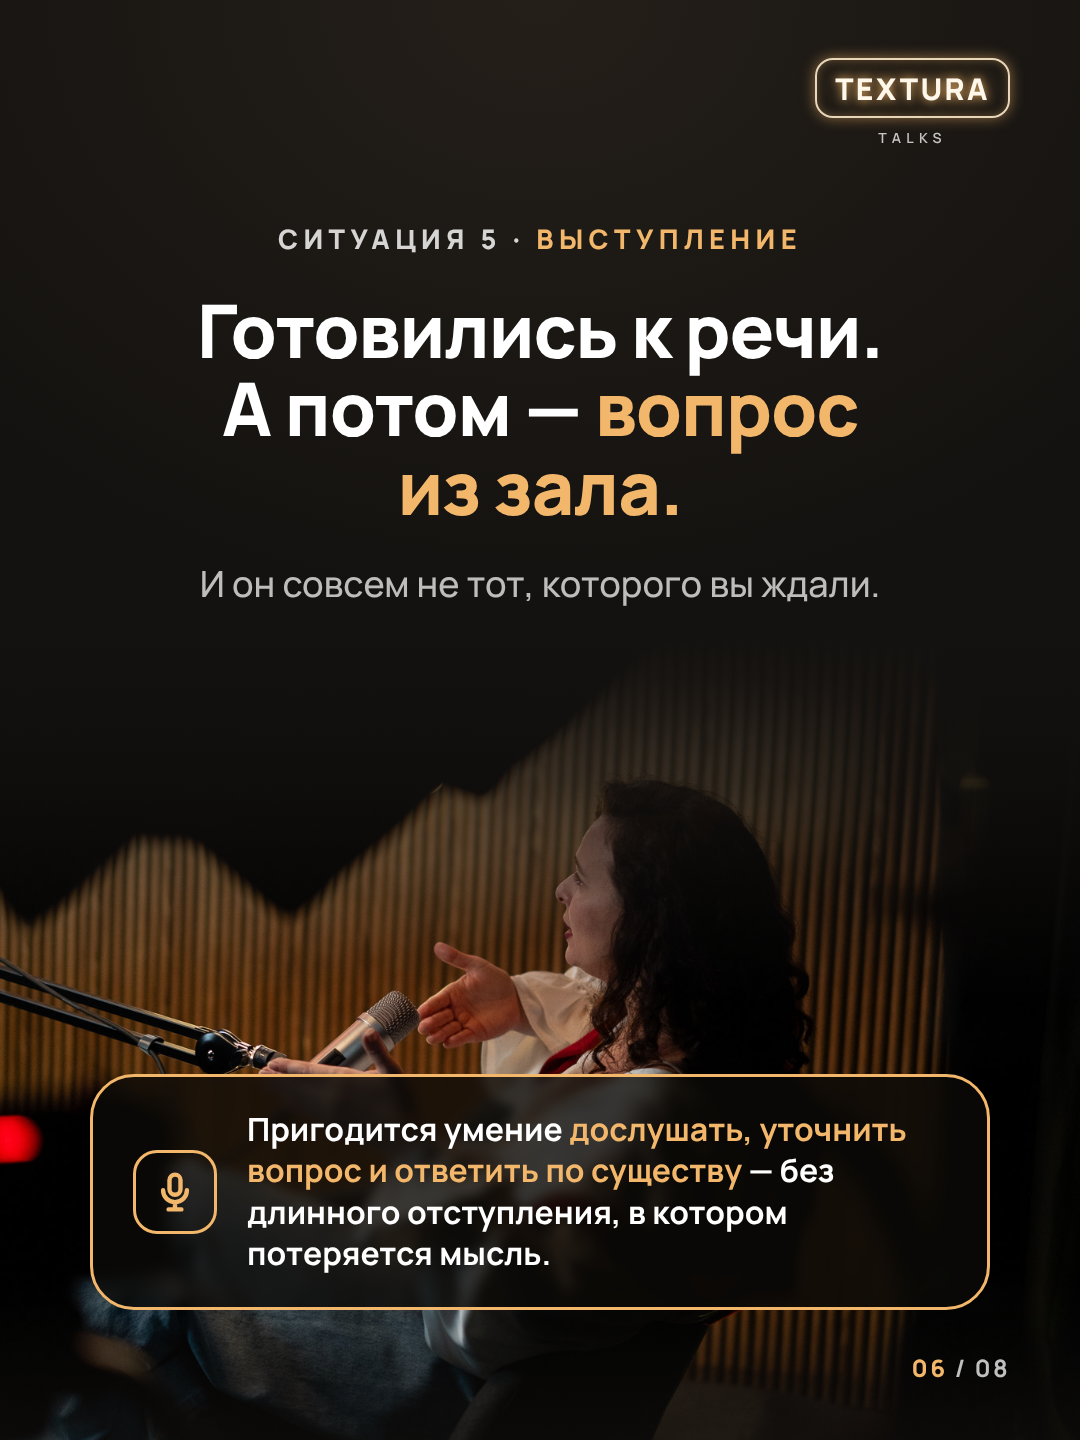 TEXTURA
TALKS
СИТУАЦИЯ 5 · ВЫСТУПЛЕНИЕ
Готовились к речи.
А потом — вопрос
из зала.
И он совсем не тот, которого вы ждали.
Пригодится умение дослушать, уточнить
вопрос и ответить по существу — без
длинного отступления, в котором
потеряется мысль.
06 / 08